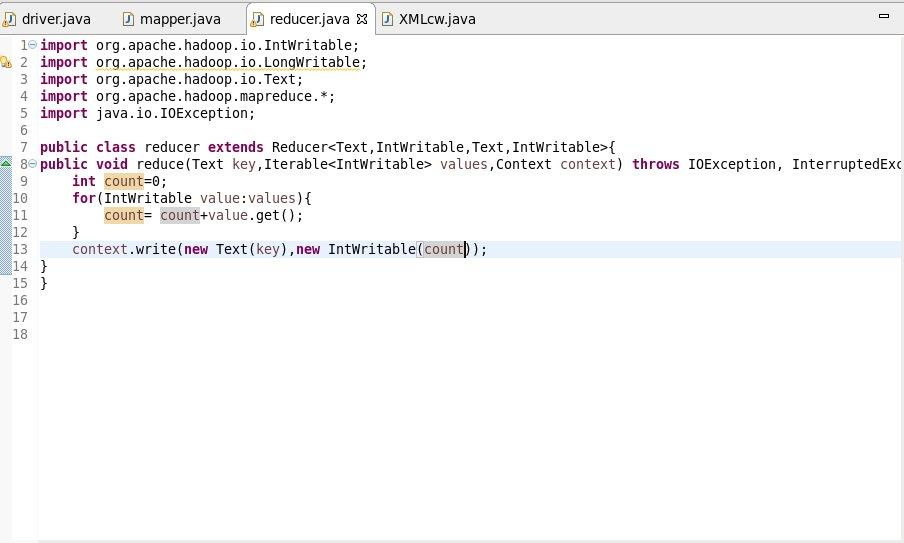 driver.java mapper.java reducer.java XMLcw.java
1 import org.apache.hadoop.io.IntWritable;
2 import org.apache.hadoop.io.LongWritable;
3 import org.apache.hadoop.io.Text;
4 import org.apache.hadoop.mapreduce.*;
5 import java.io.IOException;
6
7 public class reducer extends Reducer<Text,IntWritable,Text,IntWritable>{
8 public void reduce(Text key,Iterable<IntWritable> values,Context context) throws IOException, InterruptedExc
9     int count=0;
10     for(IntWritable value:values){
11         count= count+value.get();
12     }
13     context.write(new Text(key),new IntWritable(count));
14 }
15 }
16
17
18